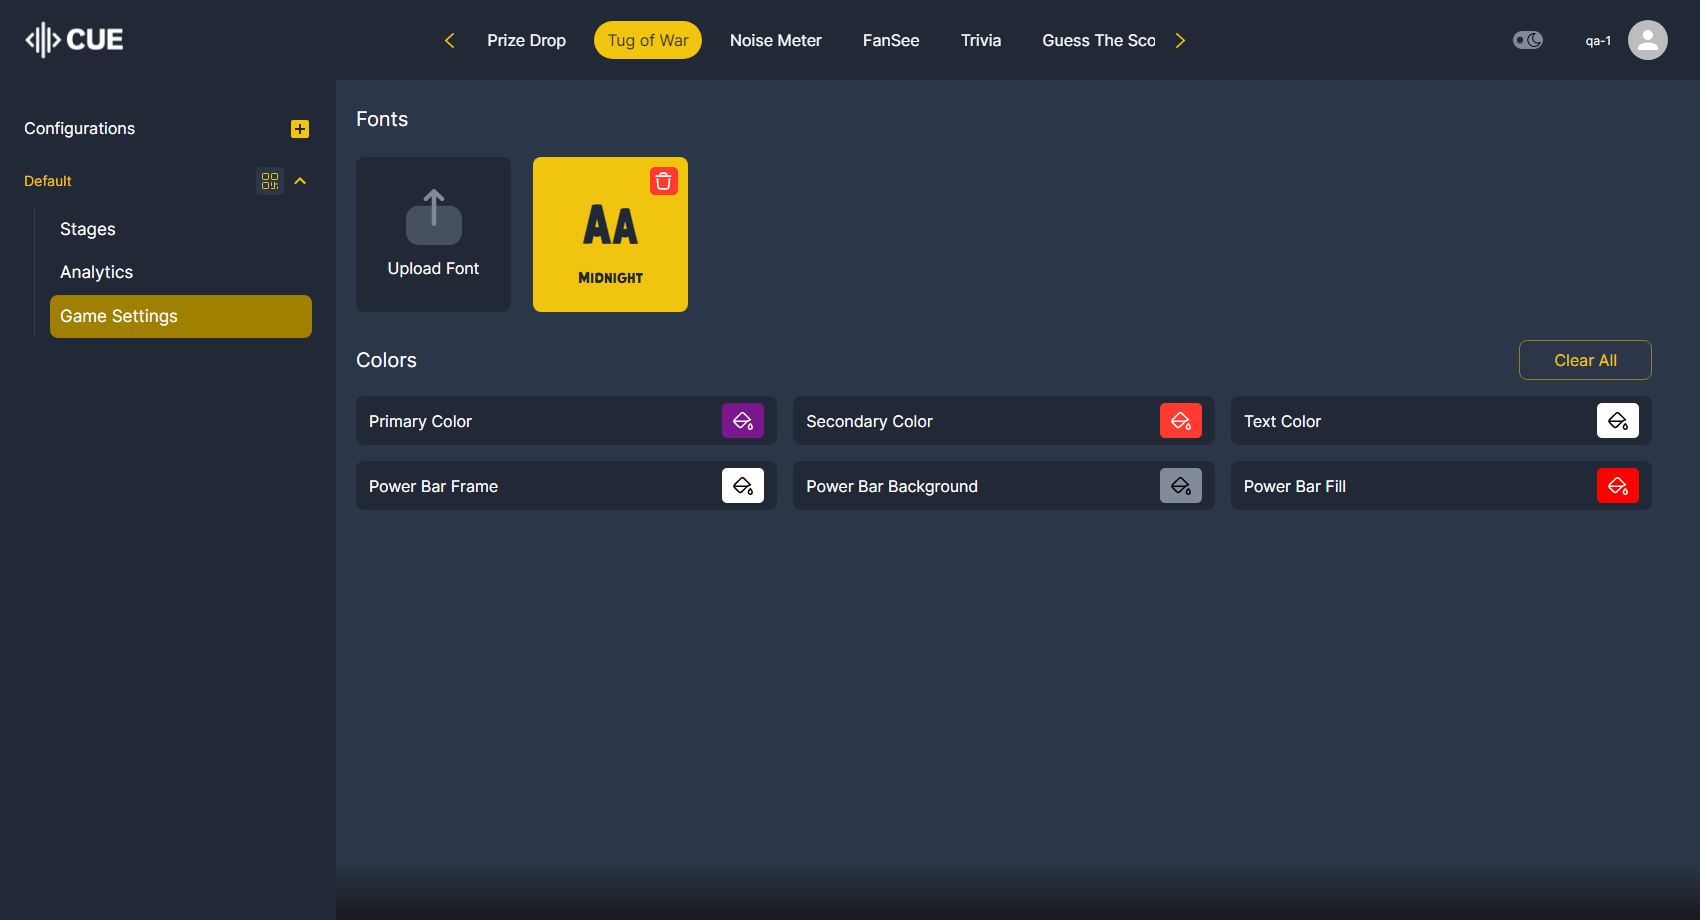 CUE
Prize Drop
Tug of War
Noise Meter
FanSee
Trivia
Guess The Sco
qa-1
Configurations
Default
Stages
Analytics
Game Settings
Fonts
Upload Font
AA
MIDNIGHT
Colors
Clear All
Primary Color
Secondary Color
Text Color
Power Bar Frame
Power Bar Background
Power Bar Fill